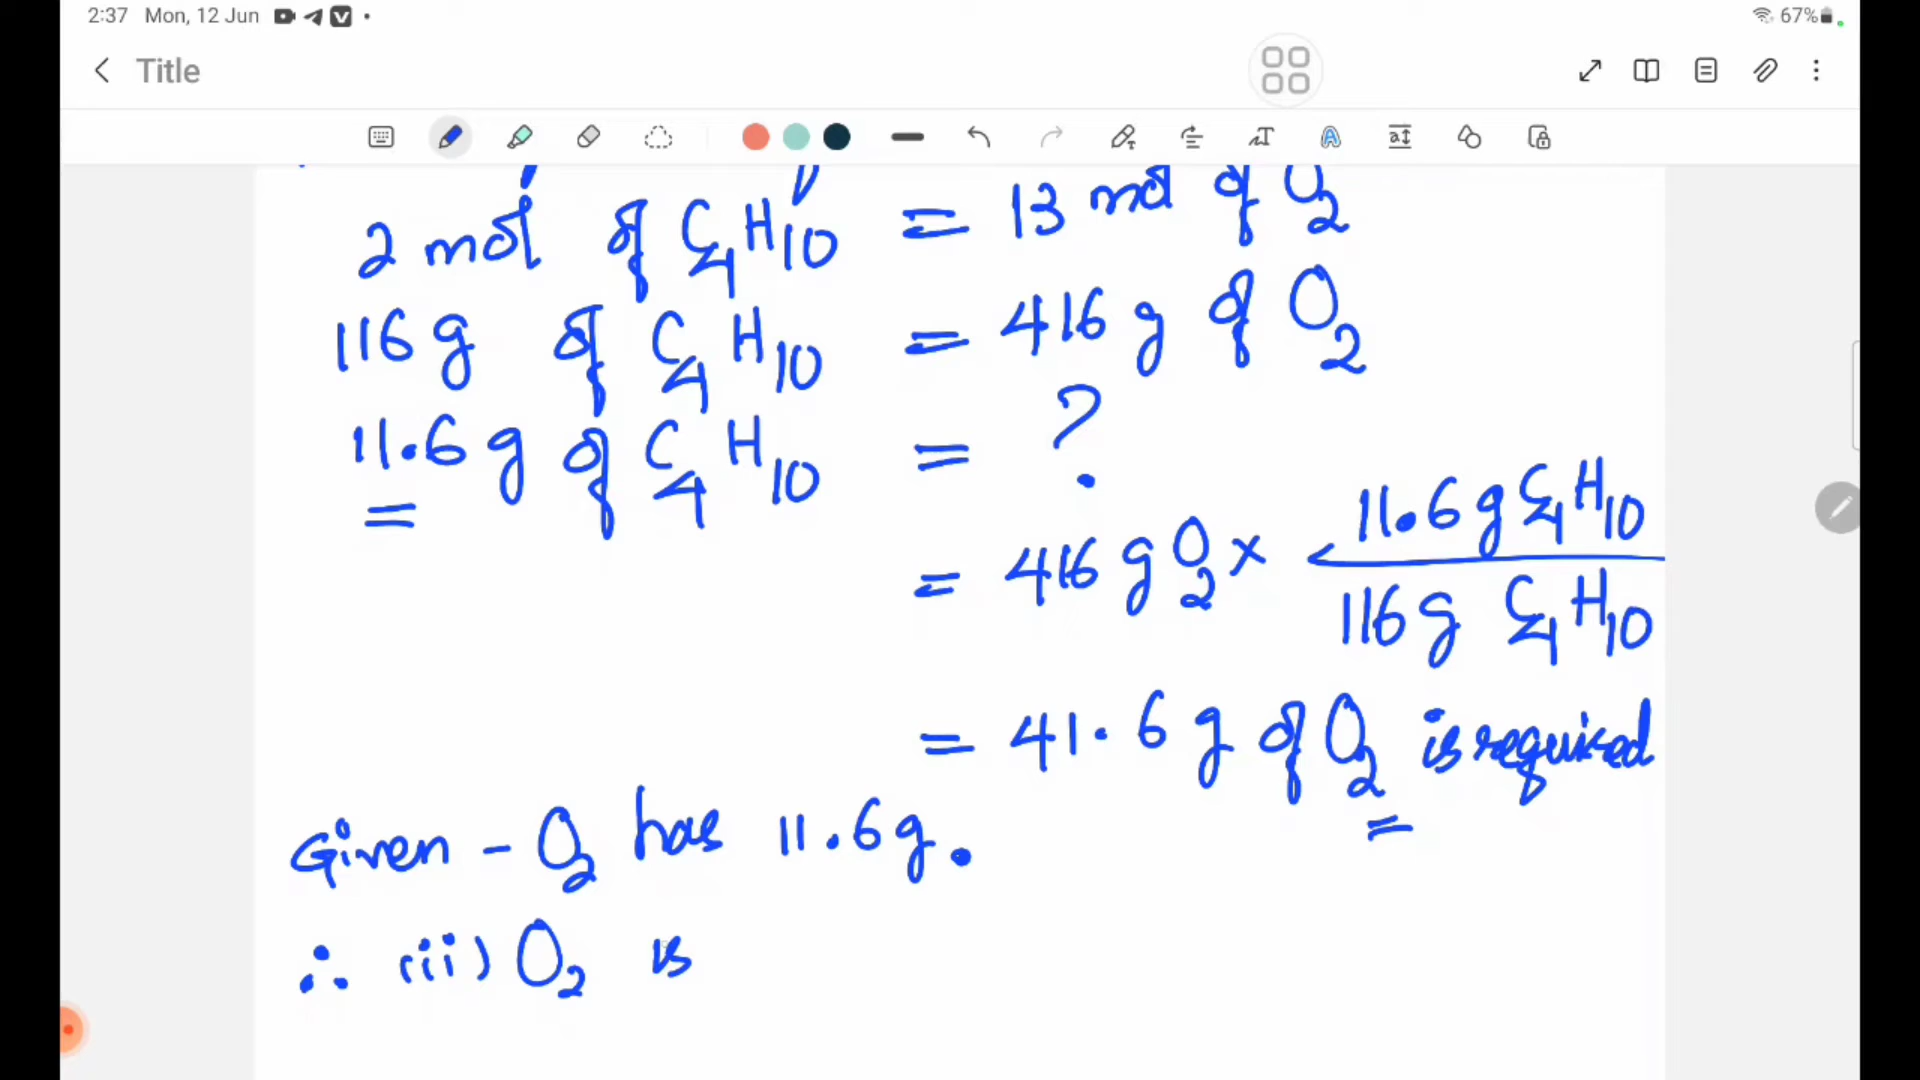 2:37 Mon, 12 Jun
67%
Title
2 mol of C₄H₁₀ = 13 mol of O₂
116 g of C₄H₁₀ = 416 g of O₂
11.6 g of C₄H₁₀ = ?
= 416 g O₂ × 11.6 g C₄H₁₀ / 116 g C₄H₁₀
= 41.6 g of O₂ is required
Given - O₂ has 11.6 g.
∴ (ii) O₂ is